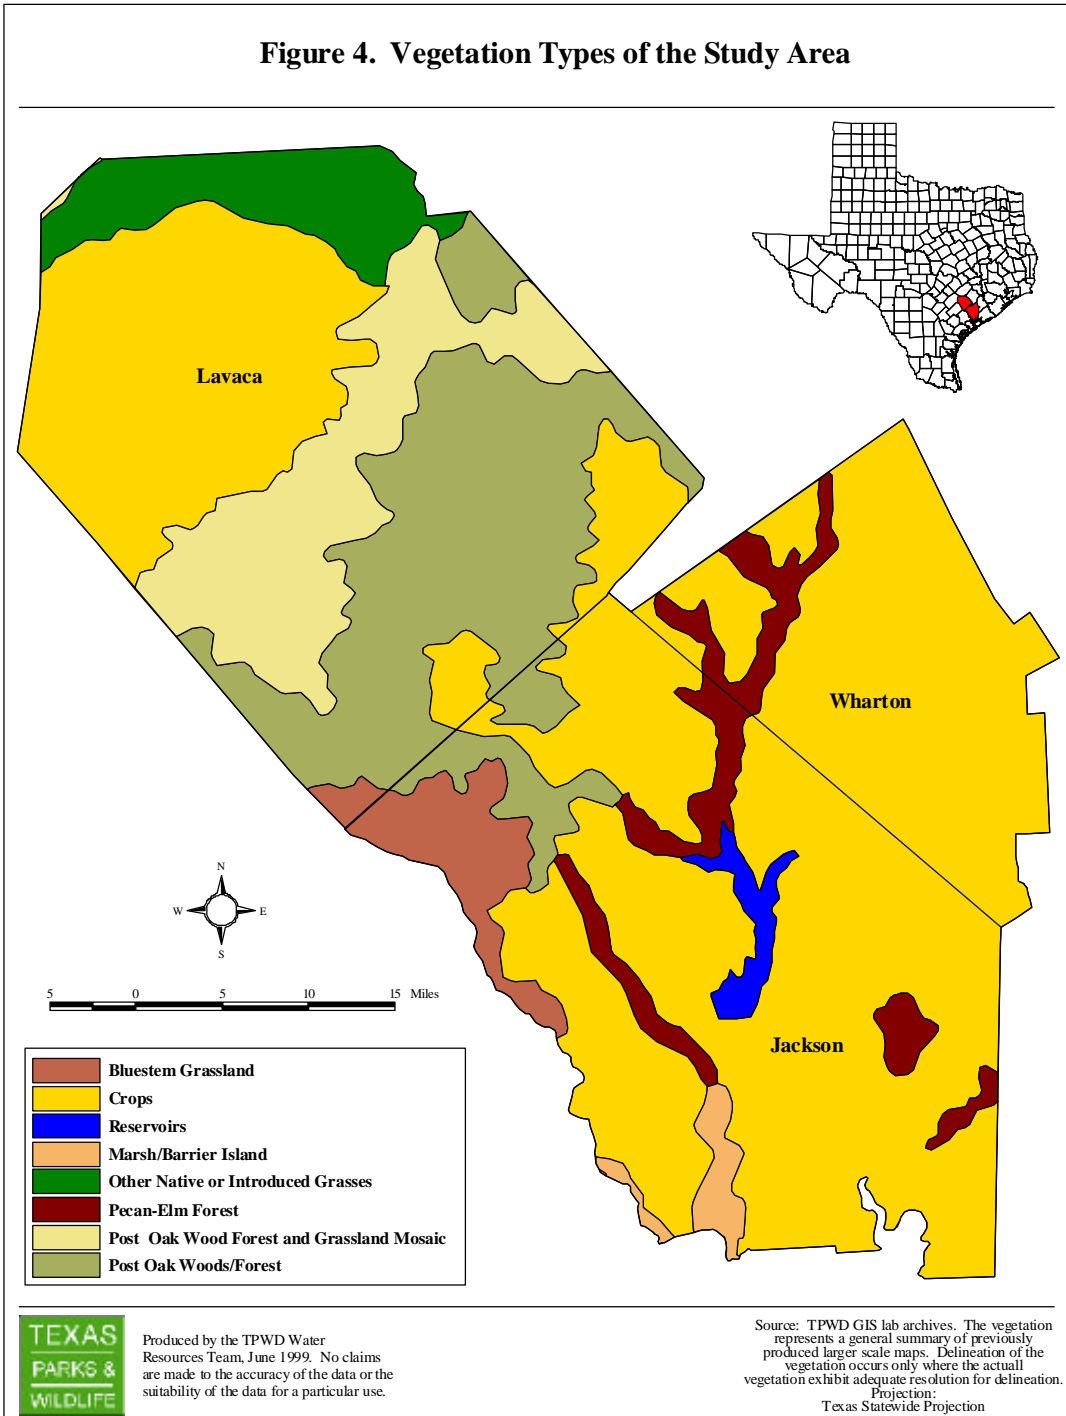 Figure 4.  Vegetation Types of the Study Area
Lavaca
Wharton
Jackson
N
W
E
S
5
0
5
10
15
Miles
Bluestem Grassland
Crops
Reservoirs
Marsh/Barrier Island
Other Native or Introduced Grasses
Pecan-Elm Forest
Post  Oak Wood Forest and Grassland Mosaic
Post Oak Woods/Forest
TEXAS
PARKS &
WILDLIFE
Produced by the TPWD Water
Resources Team, June 1999.  No claims
are made to the accuracy of the data or the
suitability of the data for a particular use.
Source:  TPWD GIS lab archives.  The vegetation
represents a general summary of previously
produced larger scale maps.  Delineation of the
vegetation occurs only where the actuall
vegetation exhibit adequate resolution for delineation.
Projection:
Texas Statewide Projection